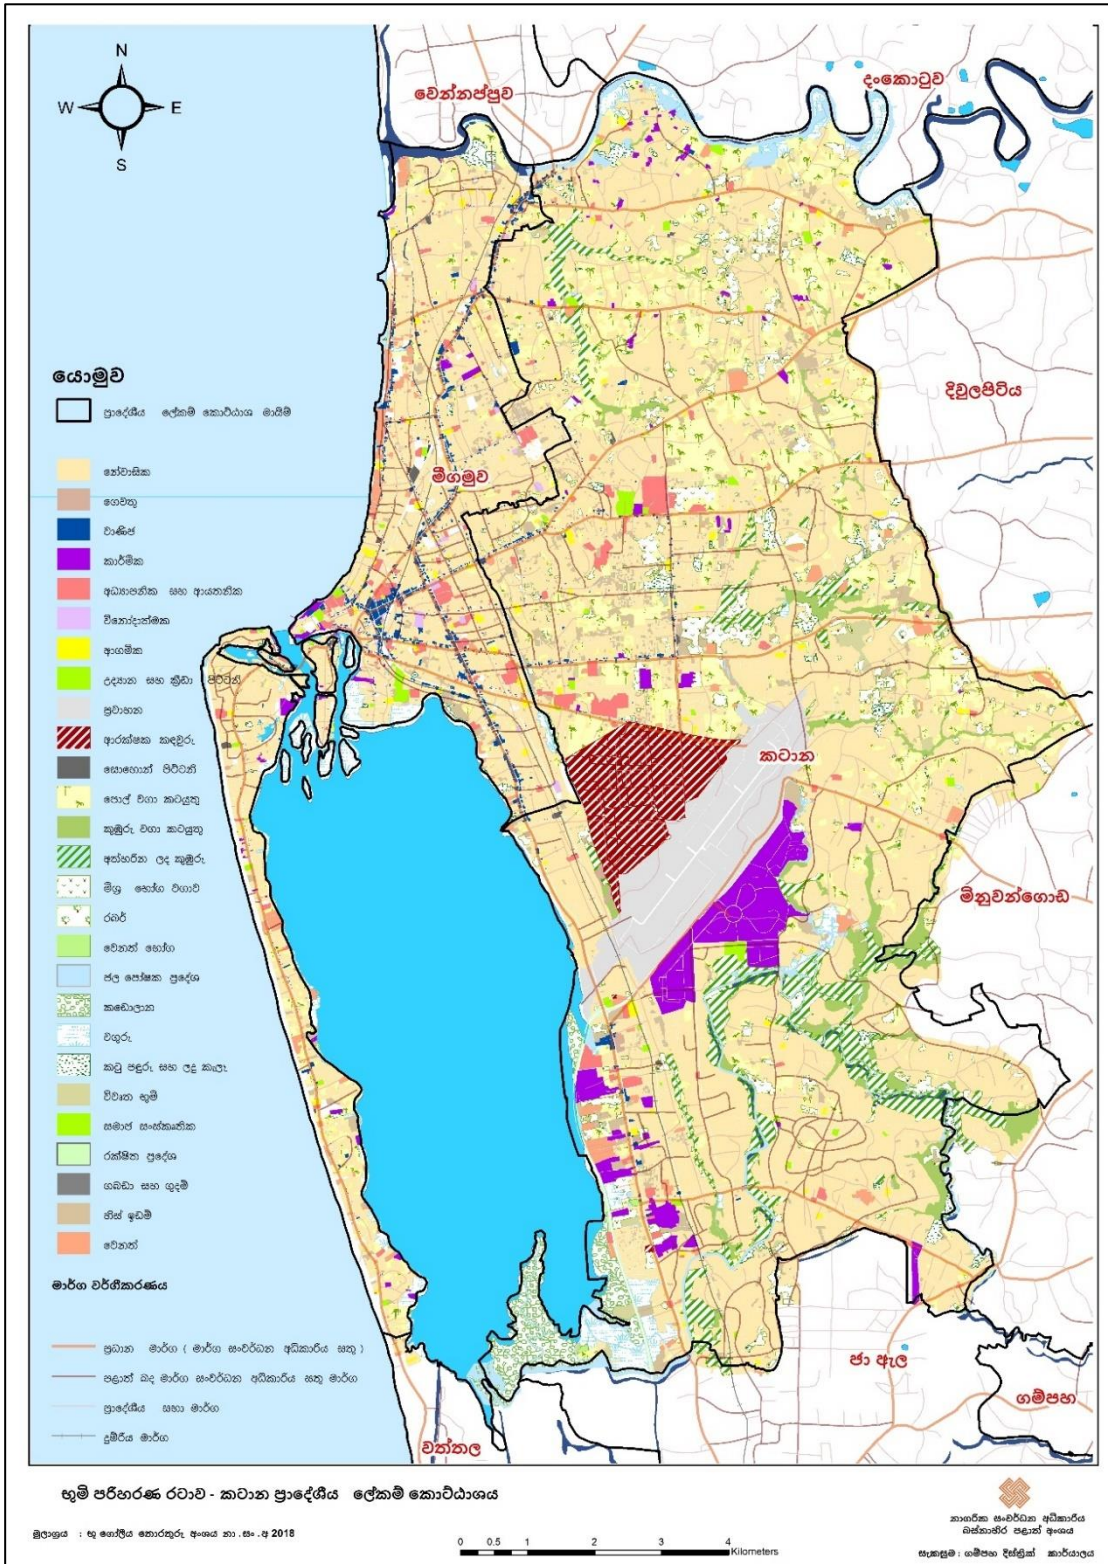 N
W E
S
වෙන්නප්පුව
දංකොටුව
දිවුලපිටිය
මීගමුව
කටාන
මිනුවන්ගොඩ
ජා ඇල
ගම්පහ
වත්තල
යොමුව
ප්‍රාදේශීය ලේකම් කොට්ඨාශ මායිම්
නේවාසික
ගෙවතු
වාණිජ
කාර්මික
අධ්‍යාපනික සහ ආයතනික
විනෝදාත්මක
ආගමික
උද්‍යාන සහ ක්‍රීඩා පිට්ටනි
ප්‍රවාහන
ආරක්ෂක කඳවුරු
සොහොන් පිට්ටනි
පොල් වගා කටයුතු
කුඹුරු වගා කටයුතු
අත්හරින ලද කුඹුරු
මිශ්‍ර භෝග වගාව
රබර්
වෙනත් භෝග
ජල පෝෂක ප්‍රදේශ
කඩොලාන
වගුරු
කටු පඳුරු සහ ලඳු කැලෑ
විවෘත භූමි
සමාජ සංස්කෘතික
රක්ෂිත ප්‍රදේශ
ගබඩා සහ ගුදම්
හිස් ඉඩම්
වෙනත්
මාර්ග වර්ගීකරණය
ප්‍රධාන මාර්ග ( මාර්ග සංවර්ධන අධිකාරිය සතු )
පළාත් බද මාර්ග සංවර්ධන අධිකාරිය සතු මාර්ග
ප්‍රාදේශීය සභා මාර්ග
දුම්රිය මාර්ග
භූමි පරිහරණ රටාව - කටාන ප්‍රාදේශීය ලේකම් කොට්ඨාශය
මූලාශ්‍රය : භූ ගෝලීය තොරතුරු අංශය නා .සං .අ 2018
0 0.5 1 2 3 4
Kilometers
නාගරික සංවර්ධන අධිකාරිය
බස්නාහිර පළාත් අංශය
සැකසුම : ගම්පහ දිස්ත්‍රික් කාර්යාලය